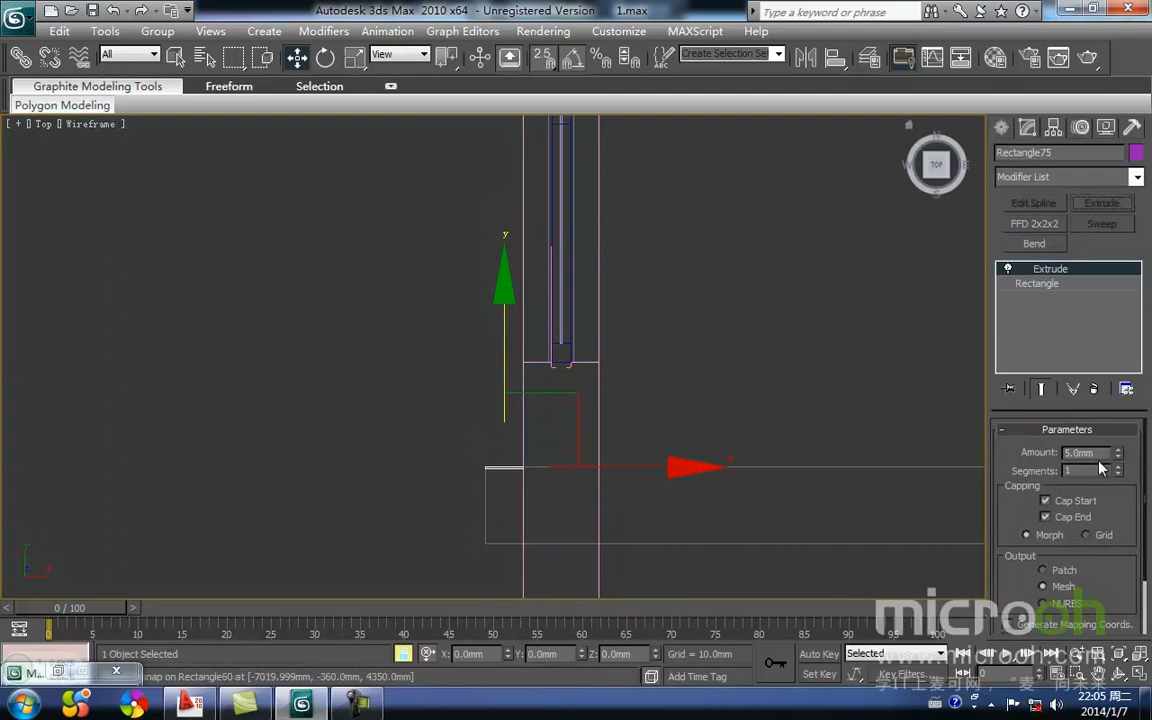 Autodesk 3ds Max 2010 x64 - Unregistered Version 1.max
Type a keyword or phrase
Edit Tools Group Views Create Modifiers Animation Graph Editors Rendering Customize MAXScript Help
All View 2.5 Create Selection Se
Graphite Modeling Tools Freeform Selection
Polygon Modeling
[ + ] Top Wireframe ]
N
TOP
W
E
S
y
Rectangle75
Modifier List
Edit Spline Extrude
FFD 2x2x2 Sweep
Bend
Extrude
Rectangle
- Parameters
Amount: 5.0mm
Segments: 1
Capping
Cap Start
Cap End
Morph Grid
Output
Patch
Mesh
NURBS
Generate Mapping Coords.
microoh
www.microoh.com
< 0 / 100 >
0 5 10 15 20 25 30 35 40 45 50 55 60 65 70 75 80 85 90 95 100
1 Object Selected X: 0.0mm Y: 0.0mm Z: 0.0mm Grid = 10.0mm Auto Key Selected
M...
nap on Rectangle60 at [-7019.999mm, -360.0mm, 4350.0mm] Add Time Tag Set Key Key Filters... 0
22:05 周二
2014/1/7